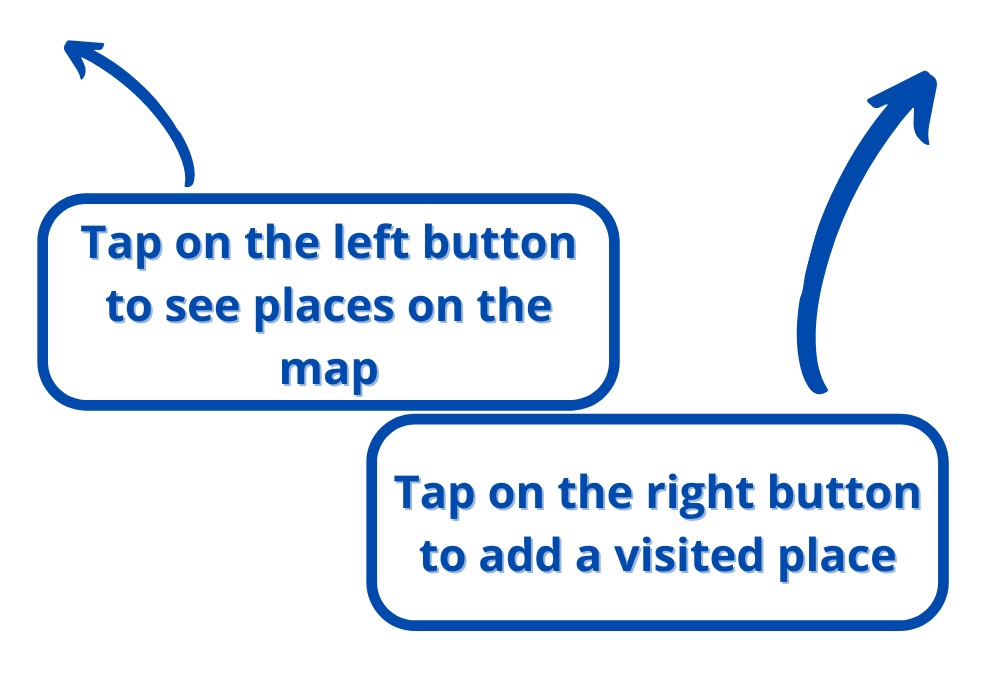 Tap on the left button
to see places on the
map
Tap on the right button
to add a visited place